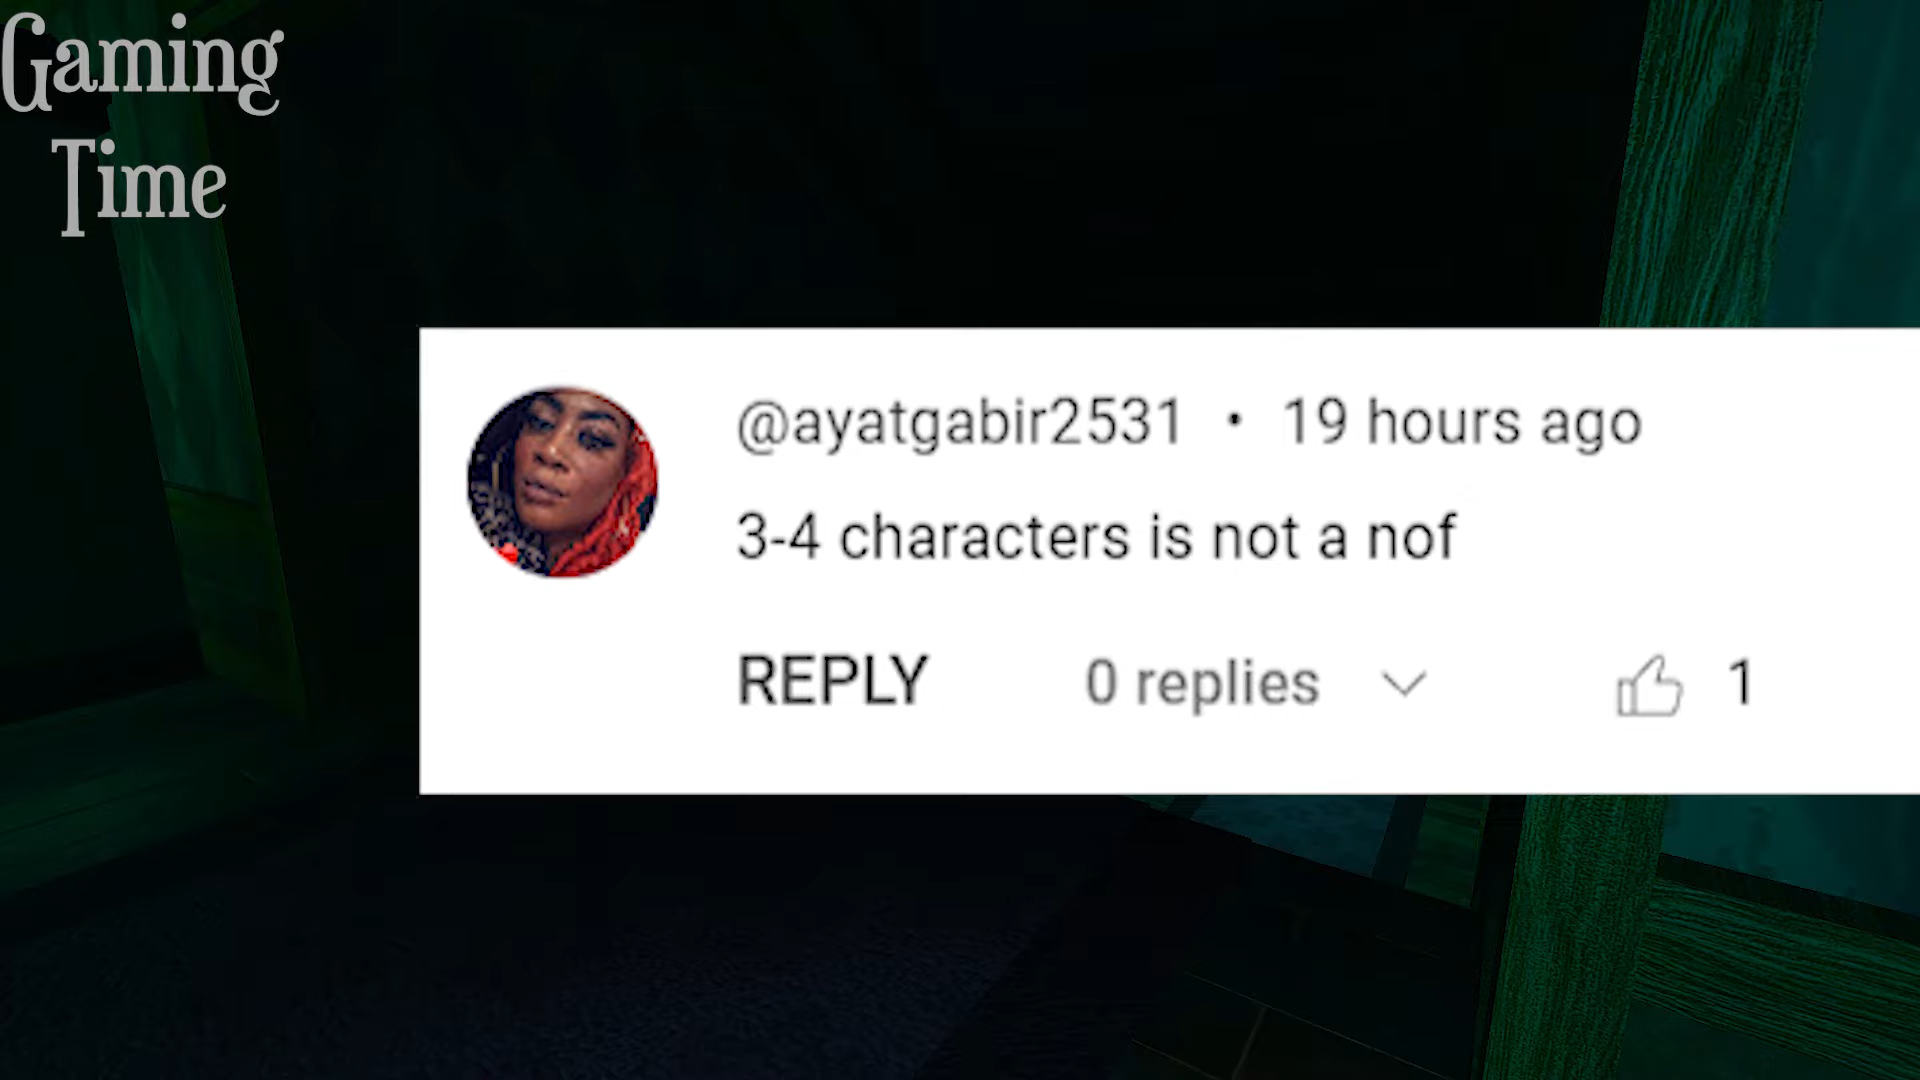 Gaming
Time
@ayatgabir2531 • 19 hours ago
3-4 characters is not a nof
REPLY 0 replies 1